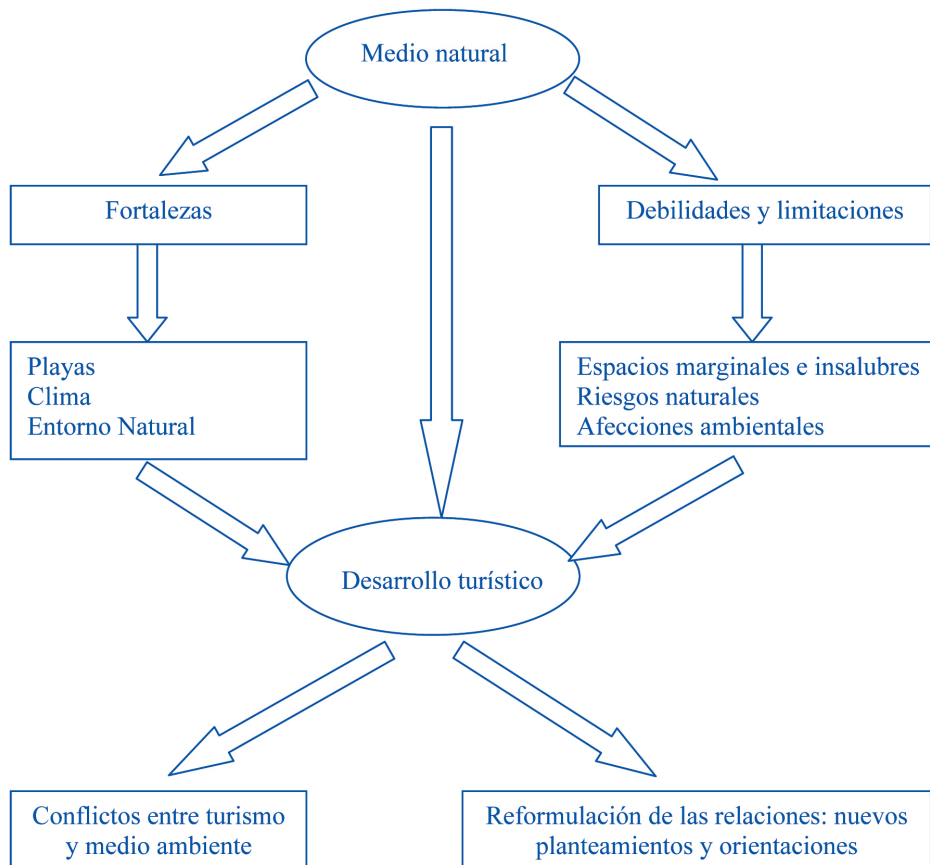 Medio natural
Fortalezas
Debilidades y limitaciones
Playas
Clima
Entorno Natural
Espacios marginales e insalubres
Riesgos naturales
Afecciones ambientales
Desarrollo turístico
Conflictos entre turismo
y medio ambiente
Reformulación de las relaciones: nuevos
planteamientos y orientaciones